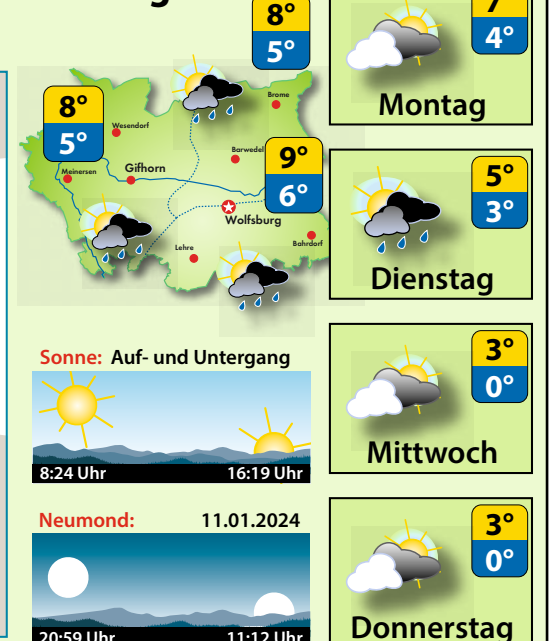 8°
5°
8°
5°
9°
6°
Brome
Wesendorf
Barwedel
Meinersen
Gifhorn
Wolfsburg
Lehre
Bahrdorf
4°
Montag
5°
3°
Dienstag
3°
0°
Mittwoch
3°
0°
Donnerstag
Sonne: Auf- und Untergang
8:24 Uhr 16:19 Uhr
Neumond: 11.01.2024
20:59 Uhr 11:12 Uhr